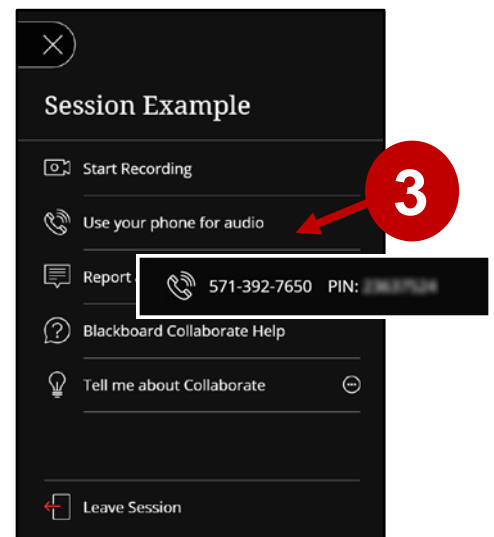 Session Example
Start Recording
Use your phone for audio
3
Report
571-392-7650 PIN:
Blackboard Collaborate Help
Tell me about Collaborate
Leave Session